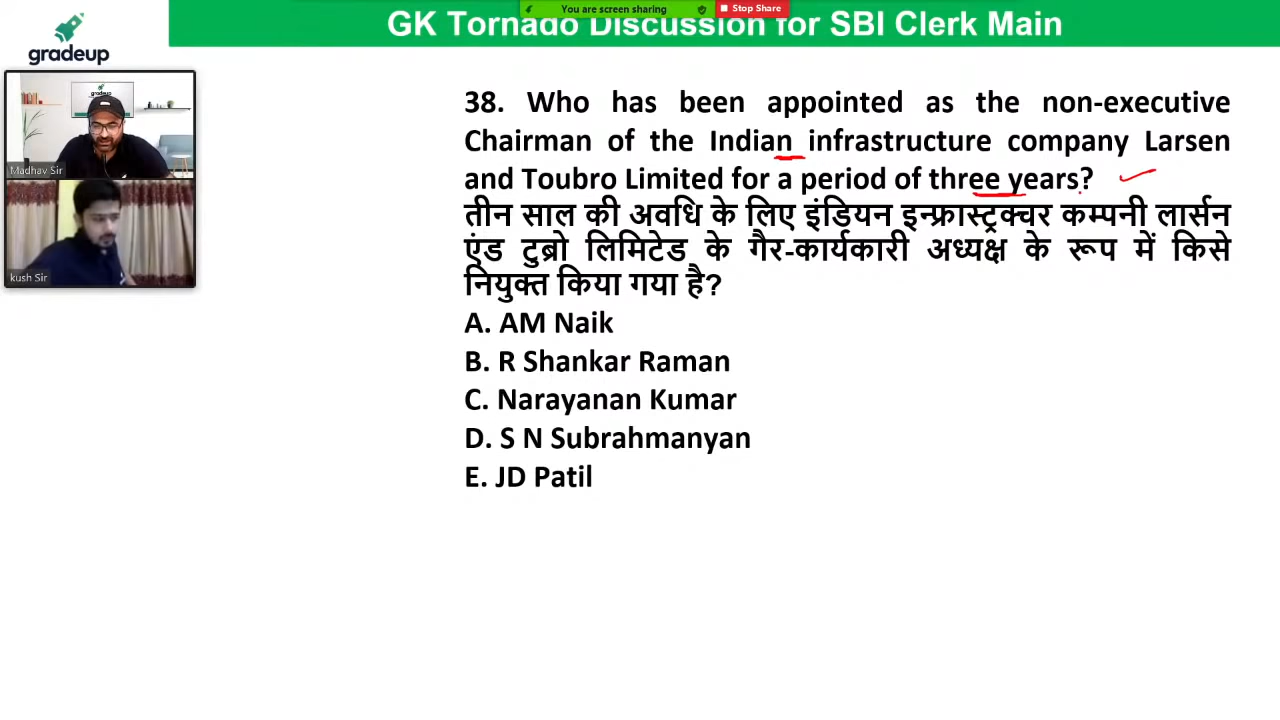 You are screen sharing
Stop Share
GK Tornado Discussion for SBI Clerk Main
gradeup
gradeup
Madhav Sir
kush Sir
38. Who has been appointed as the non-executive
Chairman of the Indian infrastructure company Larsen
and Toubro Limited for a period of three years?
तीन साल की अवधि के लिए इंडियन इन्फ्रास्ट्रक्चर कम्पनी लार्सन
एंड टुब्रो लिमिटेड के गैर-कार्यकारी अध्यक्ष के रूप में किसे
नियुक्त किया गया है?
A. AM Naik
B. R Shankar Raman
C. Narayanan Kumar
D. S N Subrahmanyan
E. JD Patil